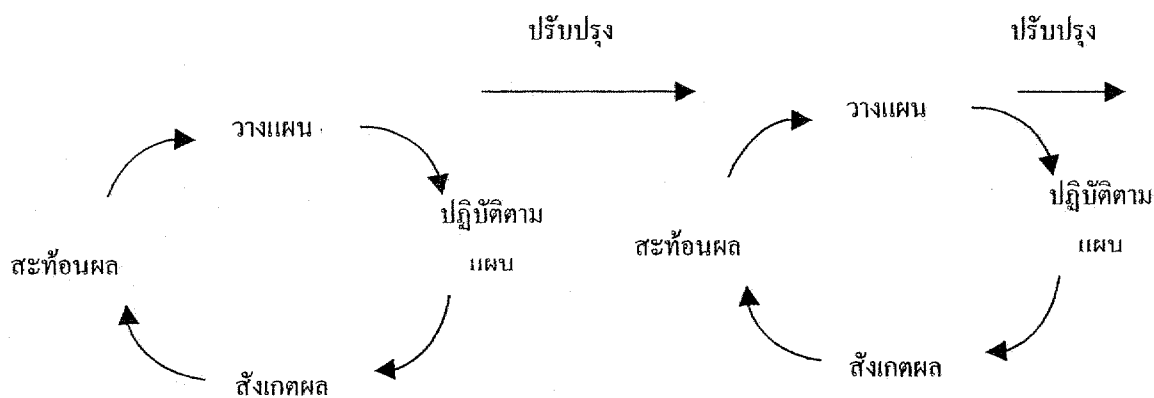 ปรับปรุง
ปรับปรุง
วางแผน
ปฏิบัติตาม
แผน
สังเกตผล
สะท้อนผล
วางแผน
ปฏิบัติตาม
แผน
สังเกตผล
สะท้อนผล